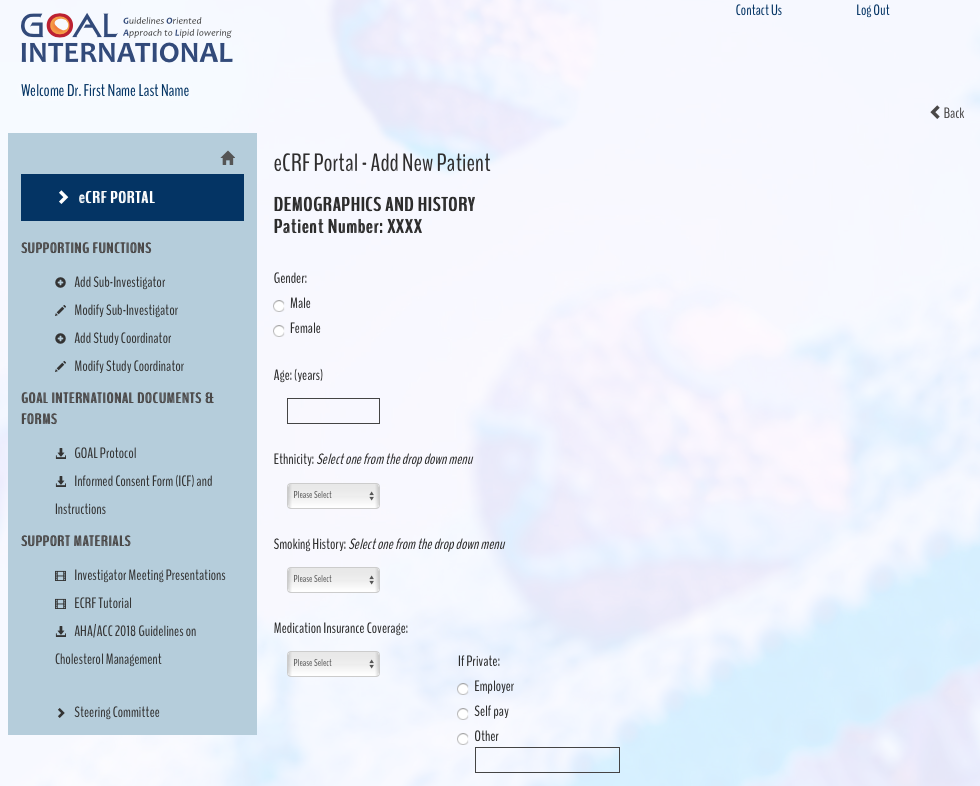 GOAL Guidelines Oriented
Approach to Lipid lowering
INTERNATIONAL
Contact Us
Log Out
Welcome Dr. First Name Last Name
Back
eCRF PORTAL
SUPPORTING FUNCTIONS
Add Sub-Investigator
Modify Sub-Investigator
Add Study Coordinator
Modify Study Coordinator
GOAL INTERNATIONAL DOCUMENTS &
FORMS
GOAL Protocol
Informed Consent Form (ICF) and
Instructions
SUPPORT MATERIALS
Investigator Meeting Presentations
ECRF Tutorial
AHA/ACC 2018 Guidelines on
Cholesterol Management
Steering Committee
eCRF Portal - Add New Patient
DEMOGRAPHICS AND HISTORY
Patient Number: XXXX
Gender:
Male
Female
Age: (years)
Ethnicity: Select one from the drop down menu
Please Select
Smoking History: Select one from the drop down menu
Please Select
Medication Insurance Coverage:
Please Select
If Private:
Employer
Self pay
Other